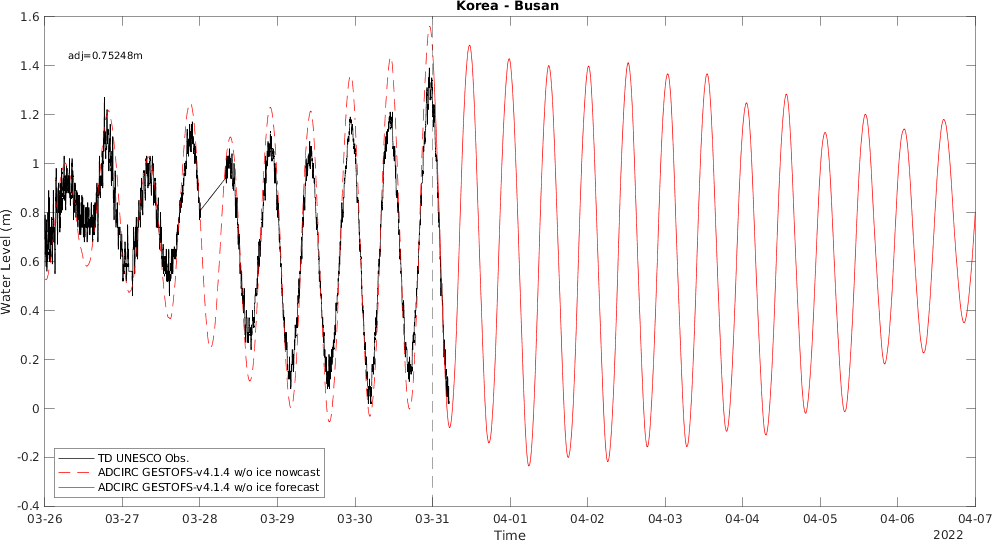 Korea - Busan
adj=0.75248m
1.6
1.4
1.2
1
0.8
0.6
0.4
0.2
0
-0.2
-0.4
Water Level (m)
TD UNESCO Obs.
ADCIRC GESTOFS-v4.1.4 w/o ice nowcast
ADCIRC GESTOFS-v4.1.4 w/o ice forecast
03-26 03-27 03-28 03-29 03-30 03-31 04-01 04-02 04-03 04-04 04-05 04-06 04-07
Time
2022